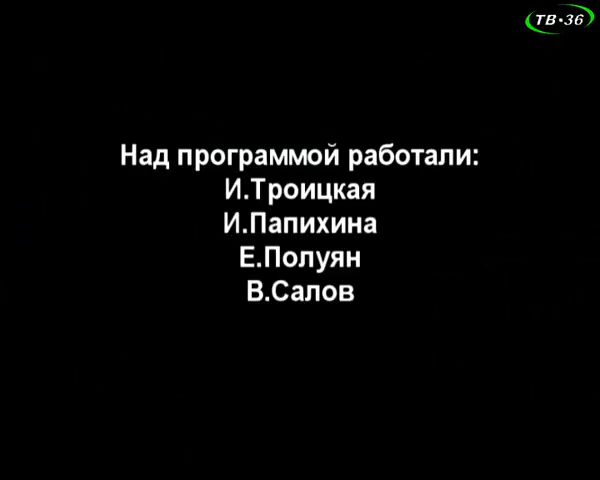 ТВ•36
Над программой работали:
И.Троицкая
И.Папихина
Е.Полуян
В.Салов